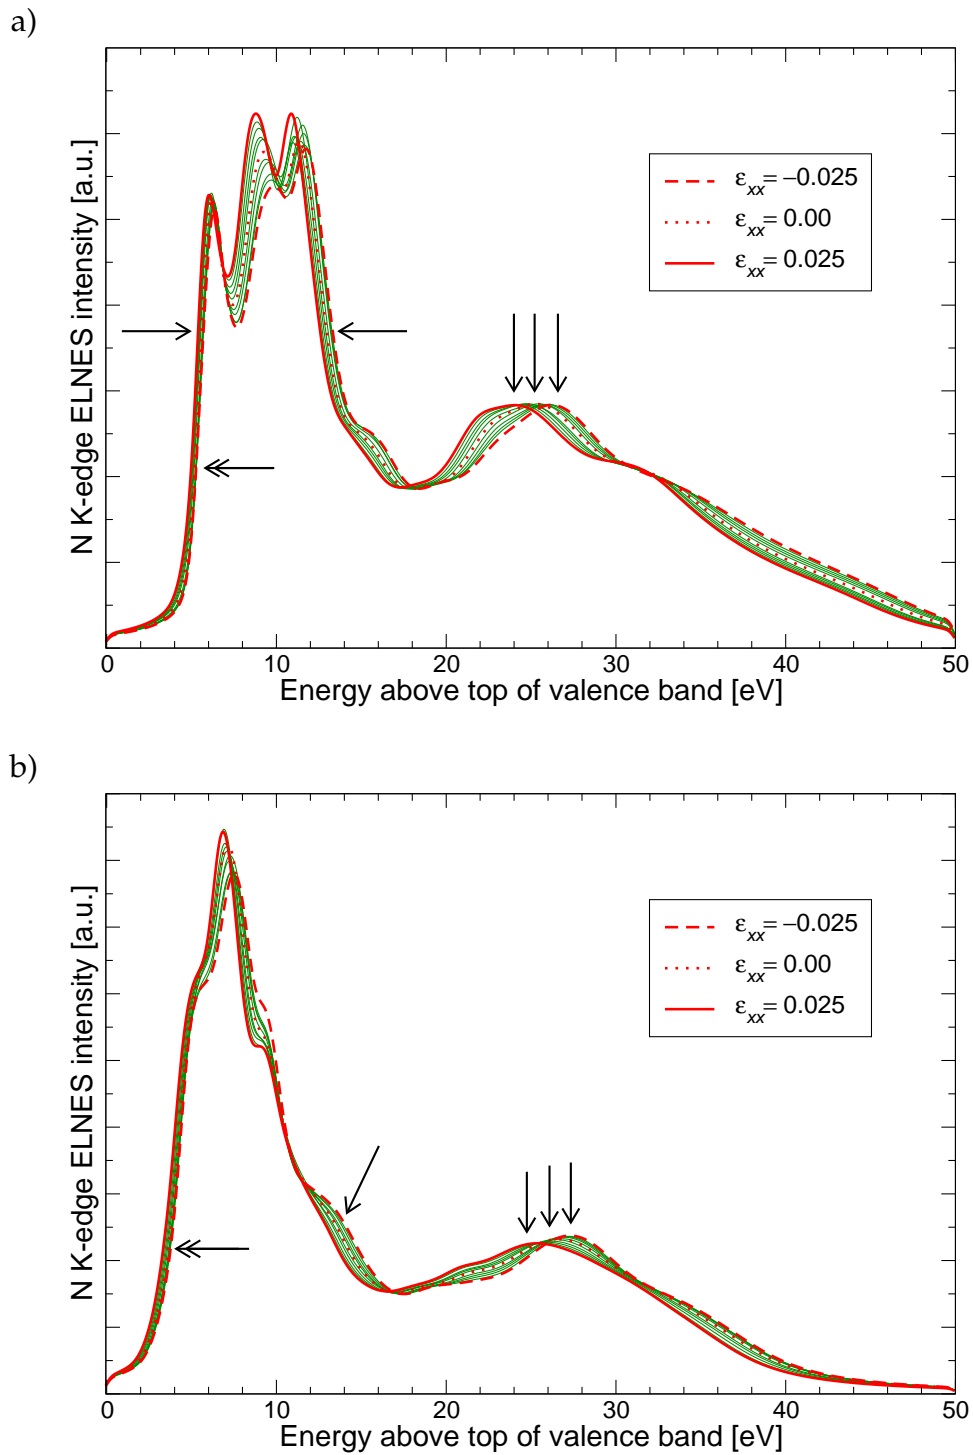 a)
N K-edge ELNES intensity [a.u.]
εxx= −0.025
εxx= 0.00
εxx= 0.025
0 10 20 30 40 50
Energy above top of valence band [eV]
b)
N K-edge ELNES intensity [a.u.]
εxx= −0.025
εxx= 0.00
εxx= 0.025
0 10 20 30 40 50
Energy above top of valence band [eV]